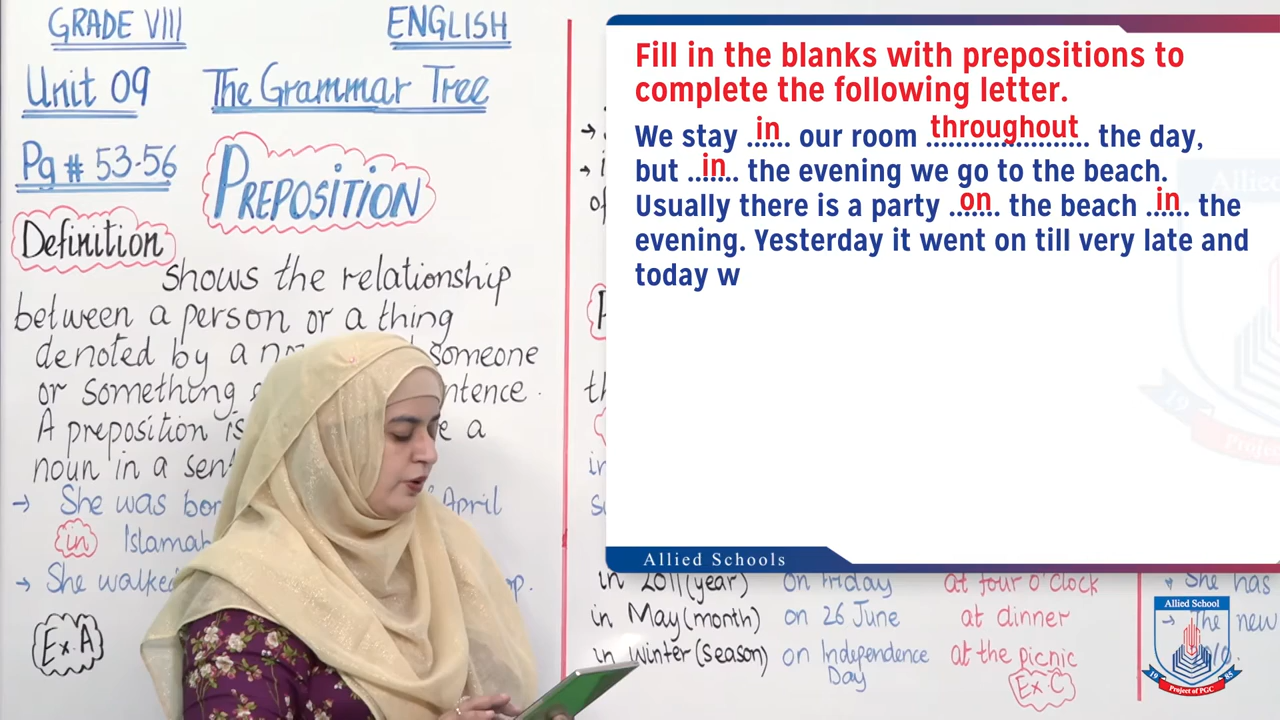 GRADE VIII
ENGLISH
Unit 09
The Grammar Tree
Pg # 53-56
PREPOSITION
Definition
shows the relationship
between a person or a thing
denoted by a someone
or something
A preposition is a
noun in a
→ She was April
in
→ She walked
Ex. A
Fill in the blanks with prepositions to
complete the following letter.
We stay ..in.. our room throughout the day,
but ..in.. the evening we go to the beach.
Usually there is a party ..on.. the beach ..in.. the
evening. Yesterday it went on till very late and
today w
Allied Schools
in 2011 (year) on Friday at four o'clock
in May (month) on 26 June at dinner
in winter (season) on Independence at the picnic
Day
Ex. C
She has
→ The new
Allied School
19 85
Project of PGC